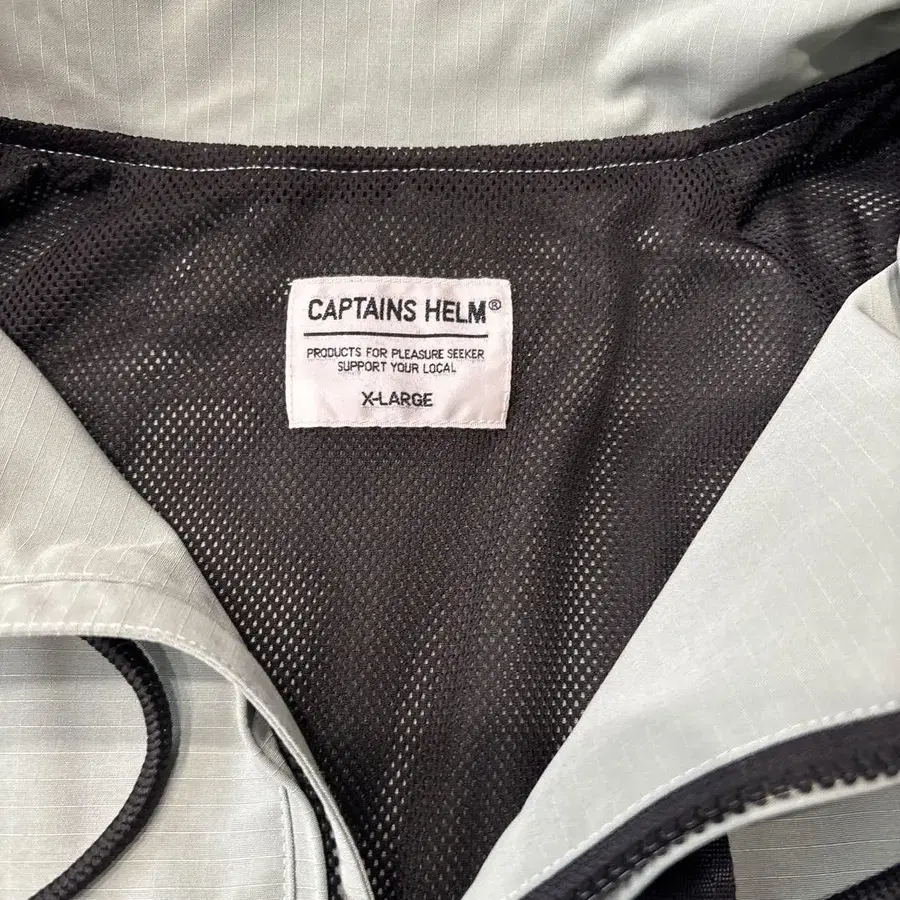 CAPTAINS HELM®
PRODUCTS FOR PLEASURE SEEKER
SUPPORT YOUR LOCAL
X-LARGE